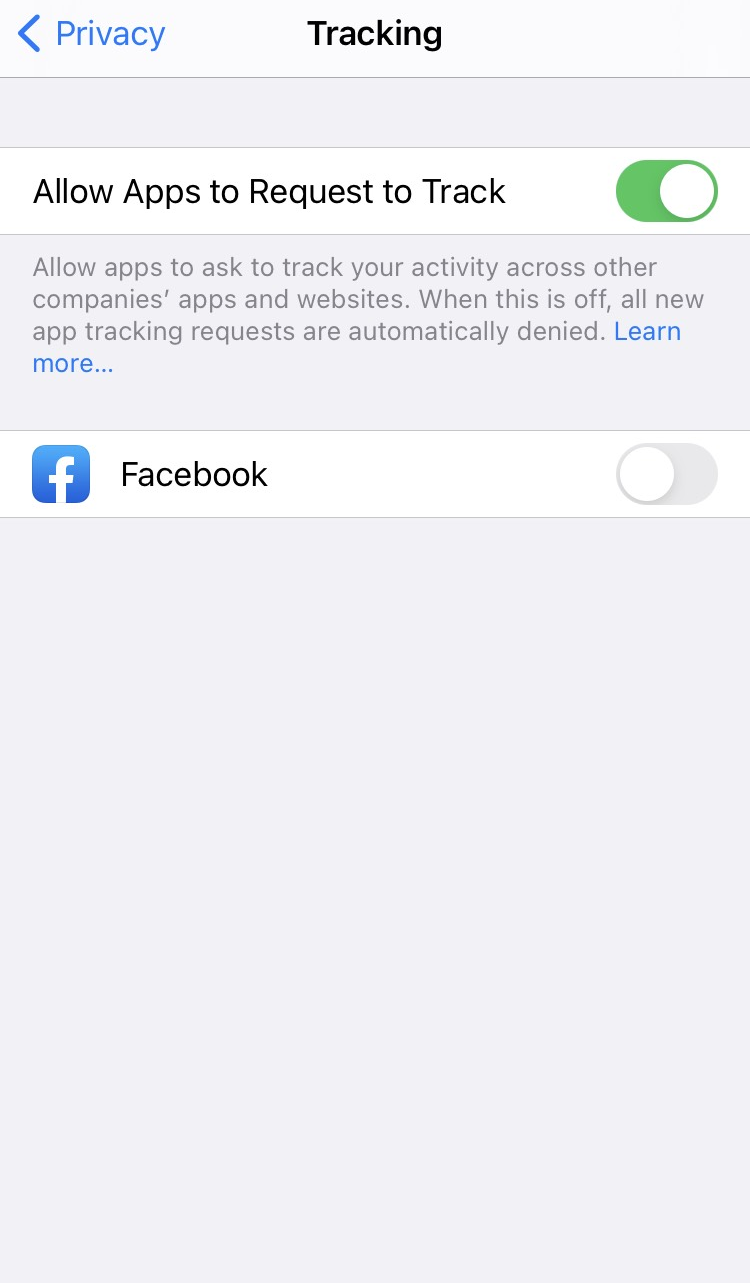 Privacy
Tracking
Allow Apps to Request to Track
Allow apps to ask to track your activity across other
companies’ apps and websites. When this is off, all new
app tracking requests are automatically denied. Learn
more...
Facebook